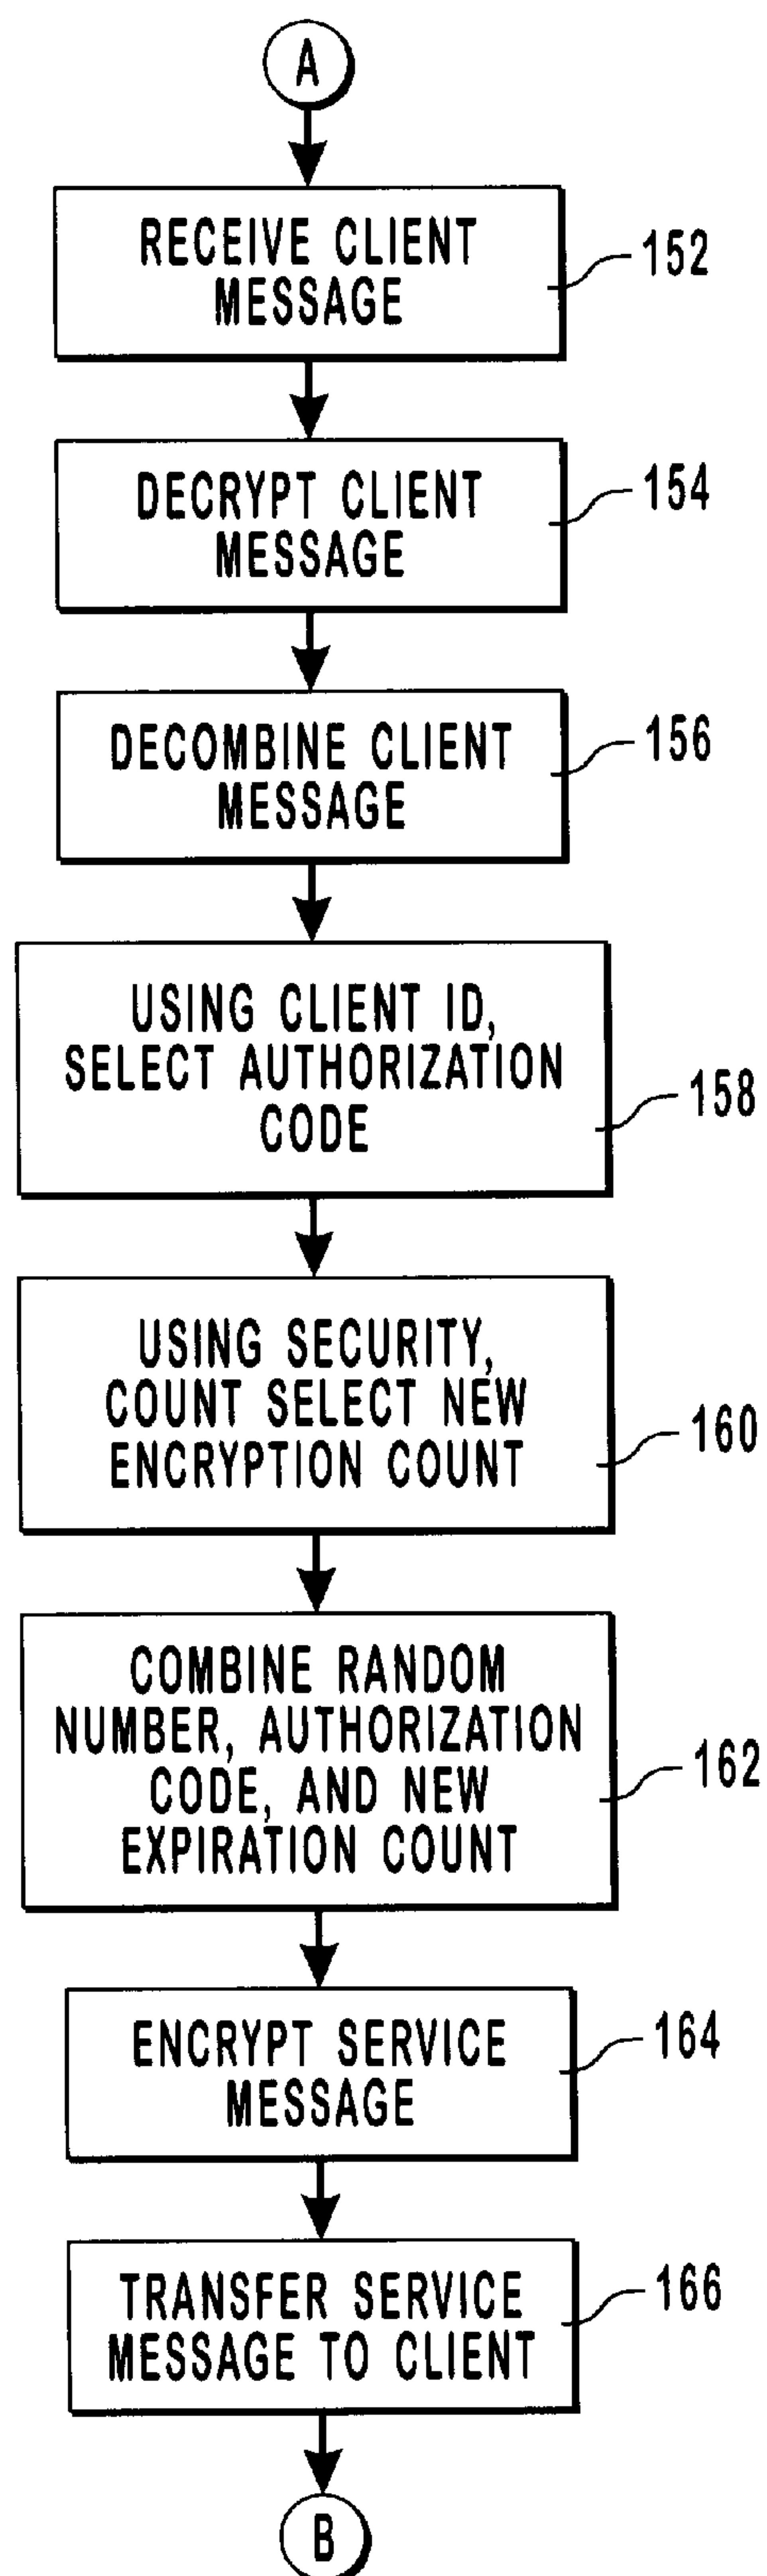 A
RECEIVE CLIENT
MESSAGE
152
DECRYPT CLIENT
MESSAGE
154
DECOMBINE CLIENT
MESSAGE
156
USING CLIENT ID,
SELECT AUTHORIZATION
CODE
158
USING SECURITY,
COUNT SELECT NEW
ENCRYPTION COUNT
160
COMBINE RANDOM
NUMBER, AUTHORIZATION
CODE, AND NEW
EXPIRATION COUNT
162
ENCRYPT SERVICE
MESSAGE
164
TRANSFER SERVICE
MESSAGE TO CLIENT
166
B